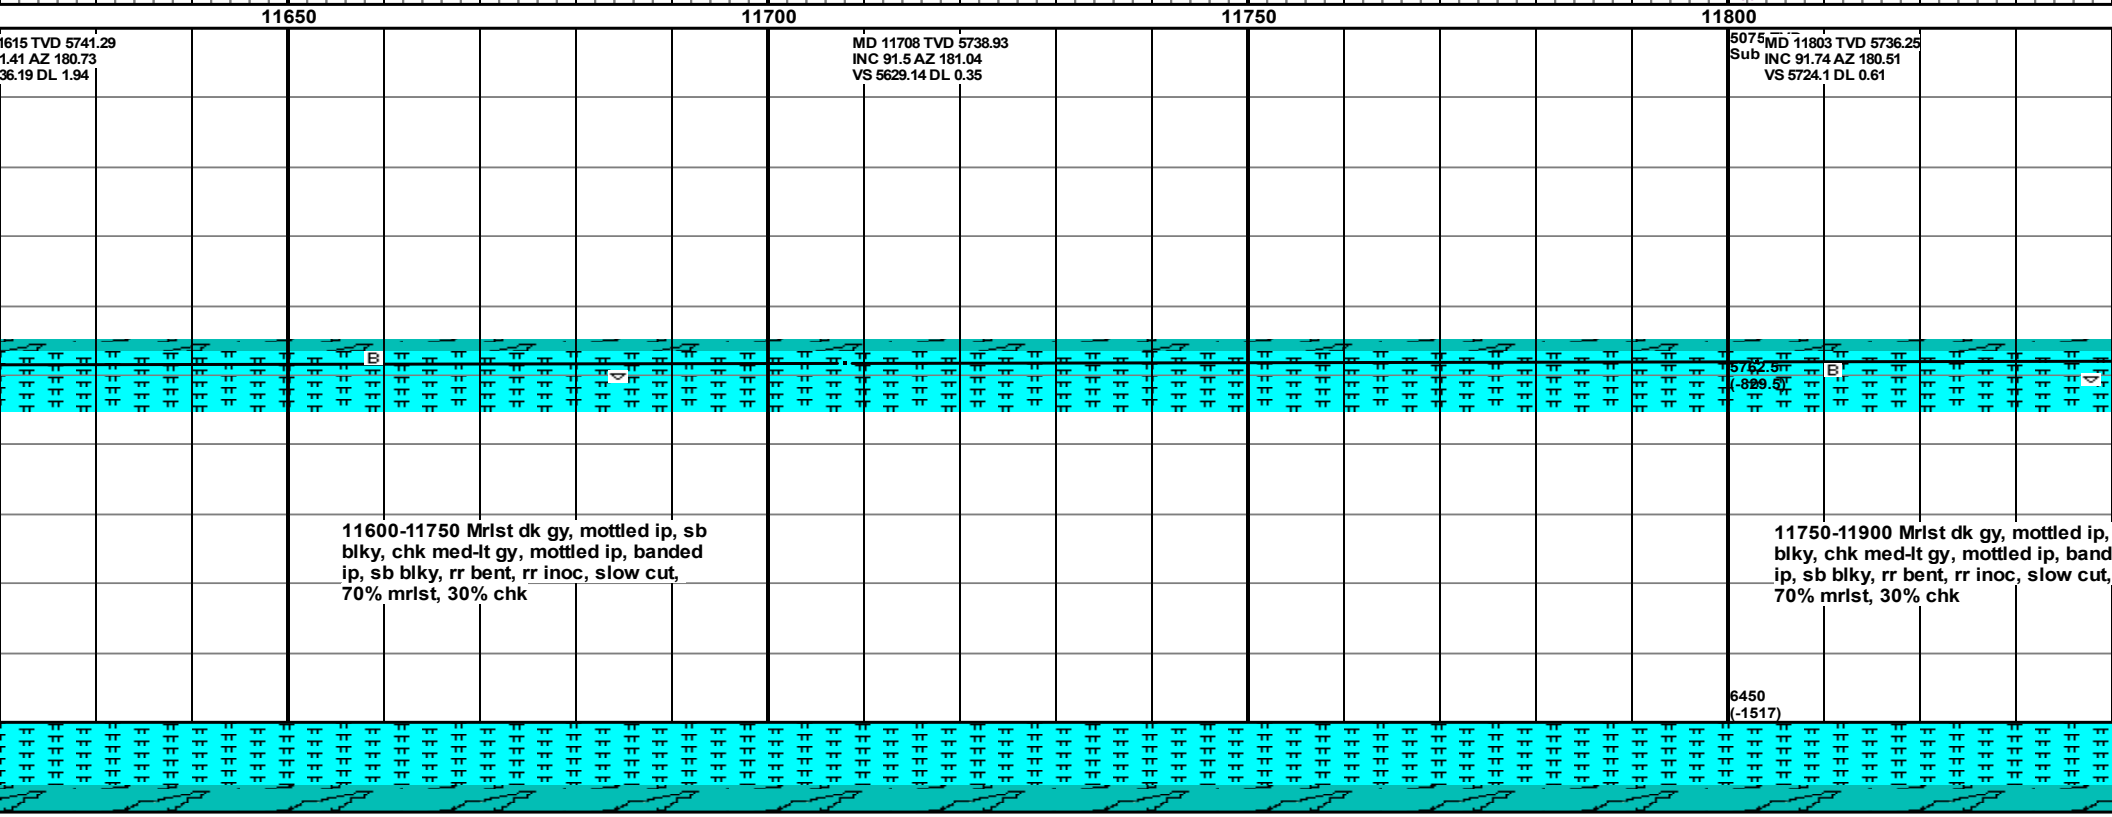 11650
11700
11750
11800
1615 TVD 5741.29
1.41 AZ 180.73
36.19 DL 1.94
MD 11708 TVD 5738.93
INC 91.5 AZ 181.04
VS 5629.14 DL 0.35
5075
Sub
MD 11803 TVD 5736.25
INC 91.74 AZ 180.51
VS 5724.1 DL 0.61
B
5762.5
(-829.5)
B
11600-11750 Mrlst dk gy, mottled ip, sb
blky, chk med-lt gy, mottled ip, banded
ip, sb blky, rr bent, rr inoc, slow cut,
70% mrlst, 30% chk
11750-11900 Mrlst dk gy, mottled ip,
blky, chk med-lt gy, mottled ip, band
ip, sb blky, rr bent, rr inoc, slow cut,
70% mrlst, 30% chk
6450
(-1517)